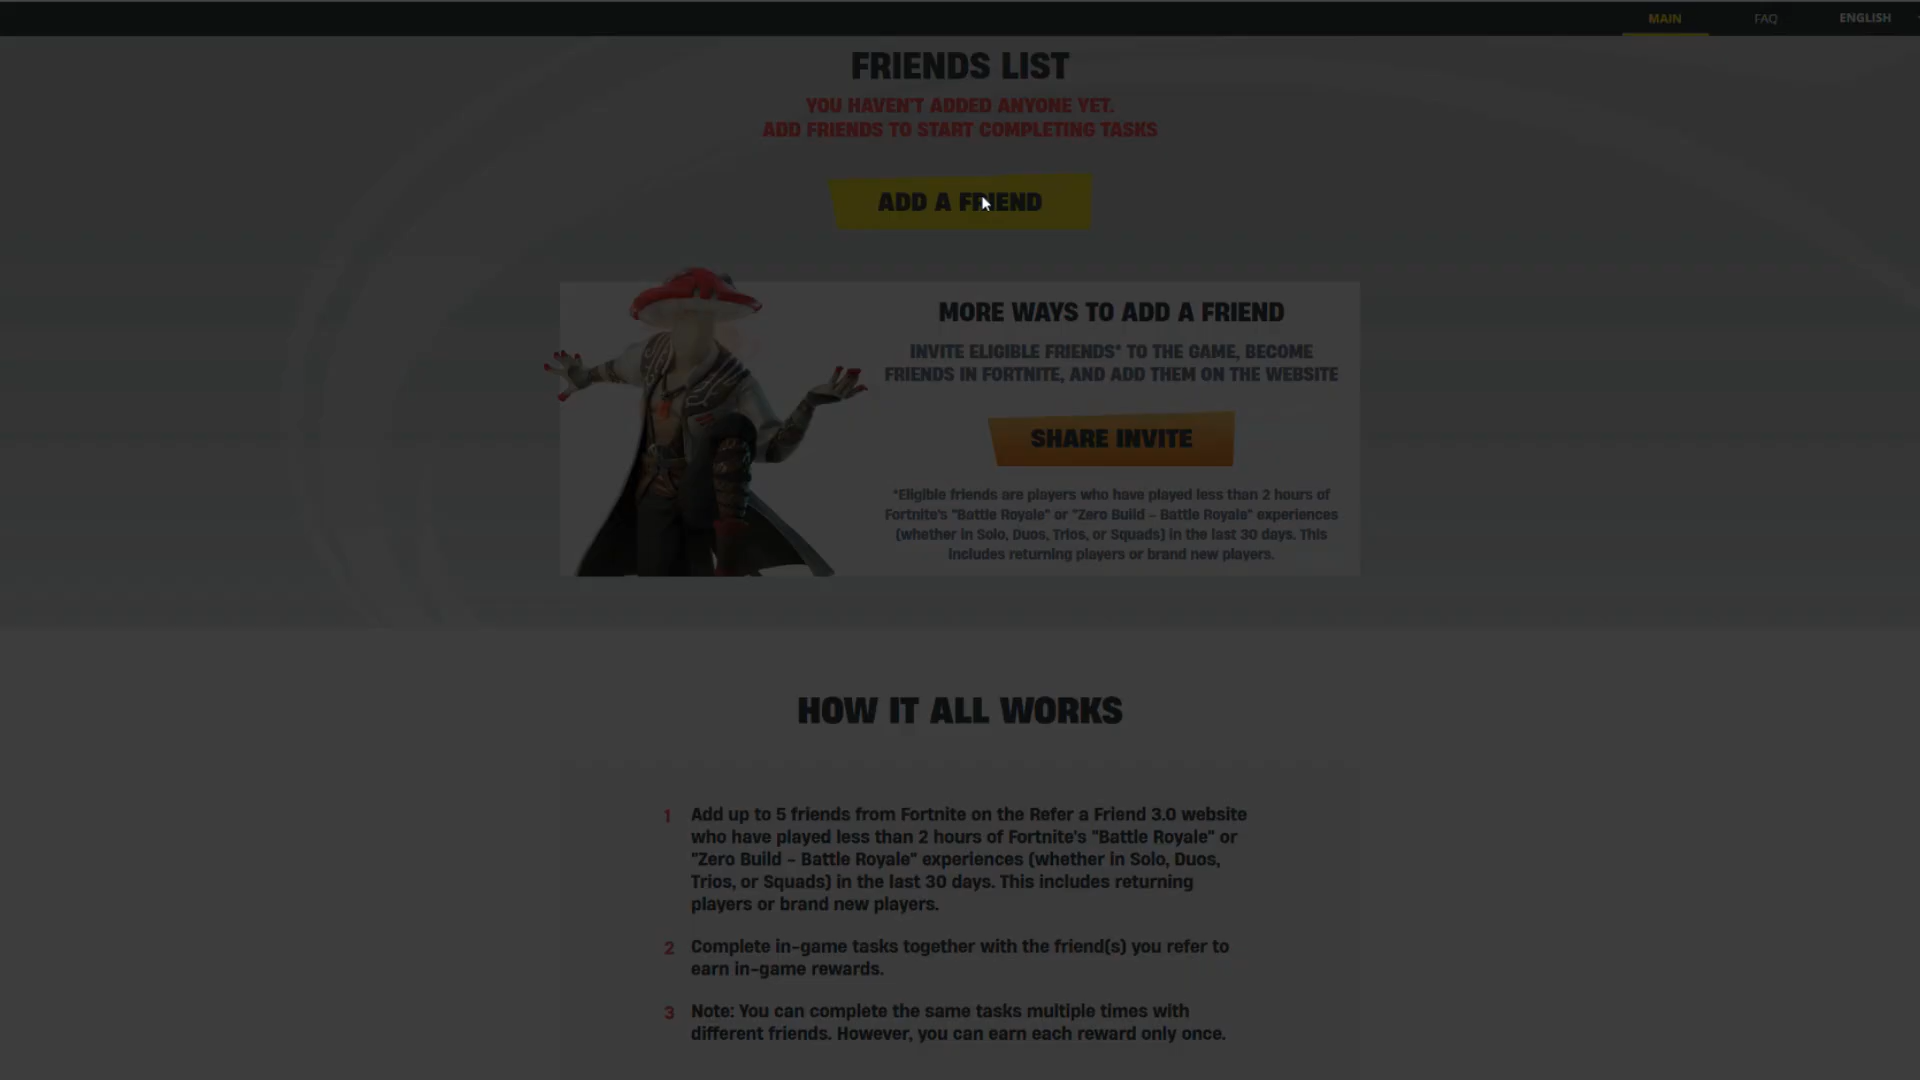 MAIN
FAQ
ENGLISH
FRIENDS LIST
YOU HAVEN'T ADDED ANYONE YET.
ADD FRIENDS TO START COMPLETING TASKS
ADD A FRIEND
MORE WAYS TO ADD A FRIEND
INVITE ELIGIBLE FRIENDS* TO THE GAME, BECOME
FRIENDS IN FORTNITE, AND ADD THEM ON THE WEBSITE
SHARE INVITE
*Eligible friends are players who have played less than 2 hours of
Fortnite's "Battle Royale" or "Zero Build – Battle Royale" experiences
(whether in Solo, Duos, Trios, or Squads) in the last 30 days. This
includes returning players or brand new players.
HOW IT ALL WORKS
1 Add up to 5 friends from Fortnite on the Refer a Friend 3.0 website
who have played less than 2 hours of Fortnite's "Battle Royale" or
"Zero Build – Battle Royale" experiences (whether in Solo, Duos,
Trios, or Squads) in the last 30 days. This includes returning
players or brand new players.
2 Complete in-game tasks together with the friend(s) you refer to
earn in-game rewards.
3 Note: You can complete the same tasks multiple times with
different friends. However, you can earn each reward only once.